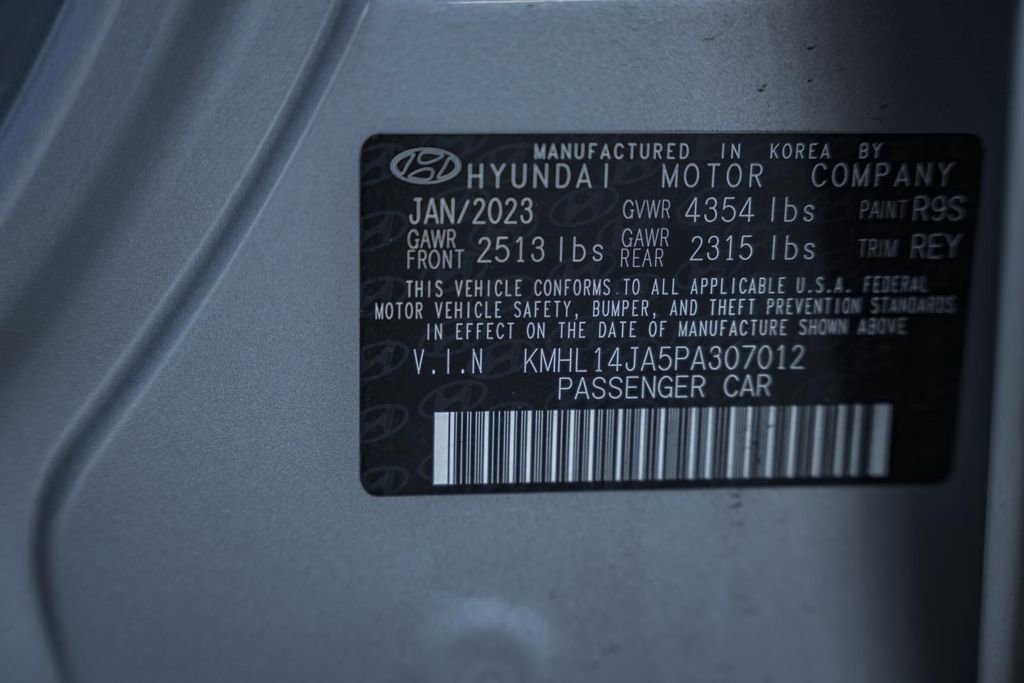 MANUFACTURED IN KOREA BY
HYUNDAI MOTOR COMPANY
JAN/2023 GVWR 4354 lbs PAINT R9S
GAWR FRONT 2513 lbs GAWR REAR 2315 lbs TRIM REY
THIS VEHICLE CONFORMS TO ALL APPLICABLE U.S.A. FEDERAL
MOTOR VEHICLE SAFETY, BUMPER, AND THEFT PREVENTION STANDARDS
IN EFFECT ON THE DATE OF MANUFACTURE SHOWN ABOVE
V.I.N KMHL14JA5PA307012
PASSENGER CAR